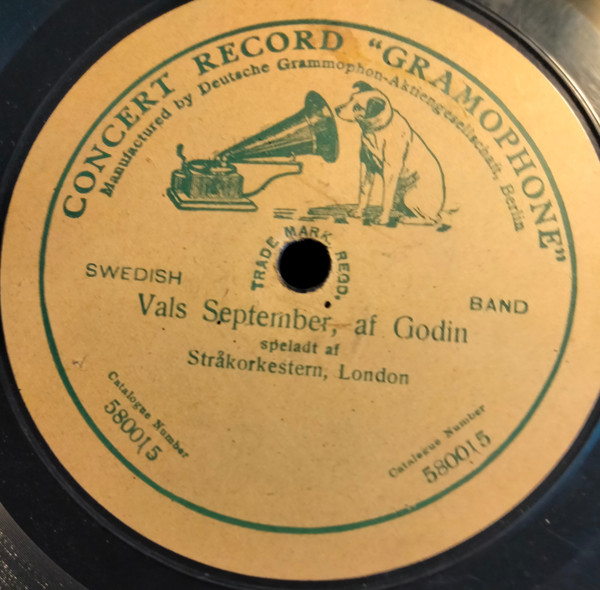 CONCERT RECORD "GRAMOPHONE"
Manufactured by Deutsche Grammophon-Aktiengesellschaft, Berlin
TRADE MARK REGD.
SWEDISH BAND
Vals September, af Godin
speladt af
Stråkorkestern, London
Catalogue Number
580015
Catalogue Number
580015